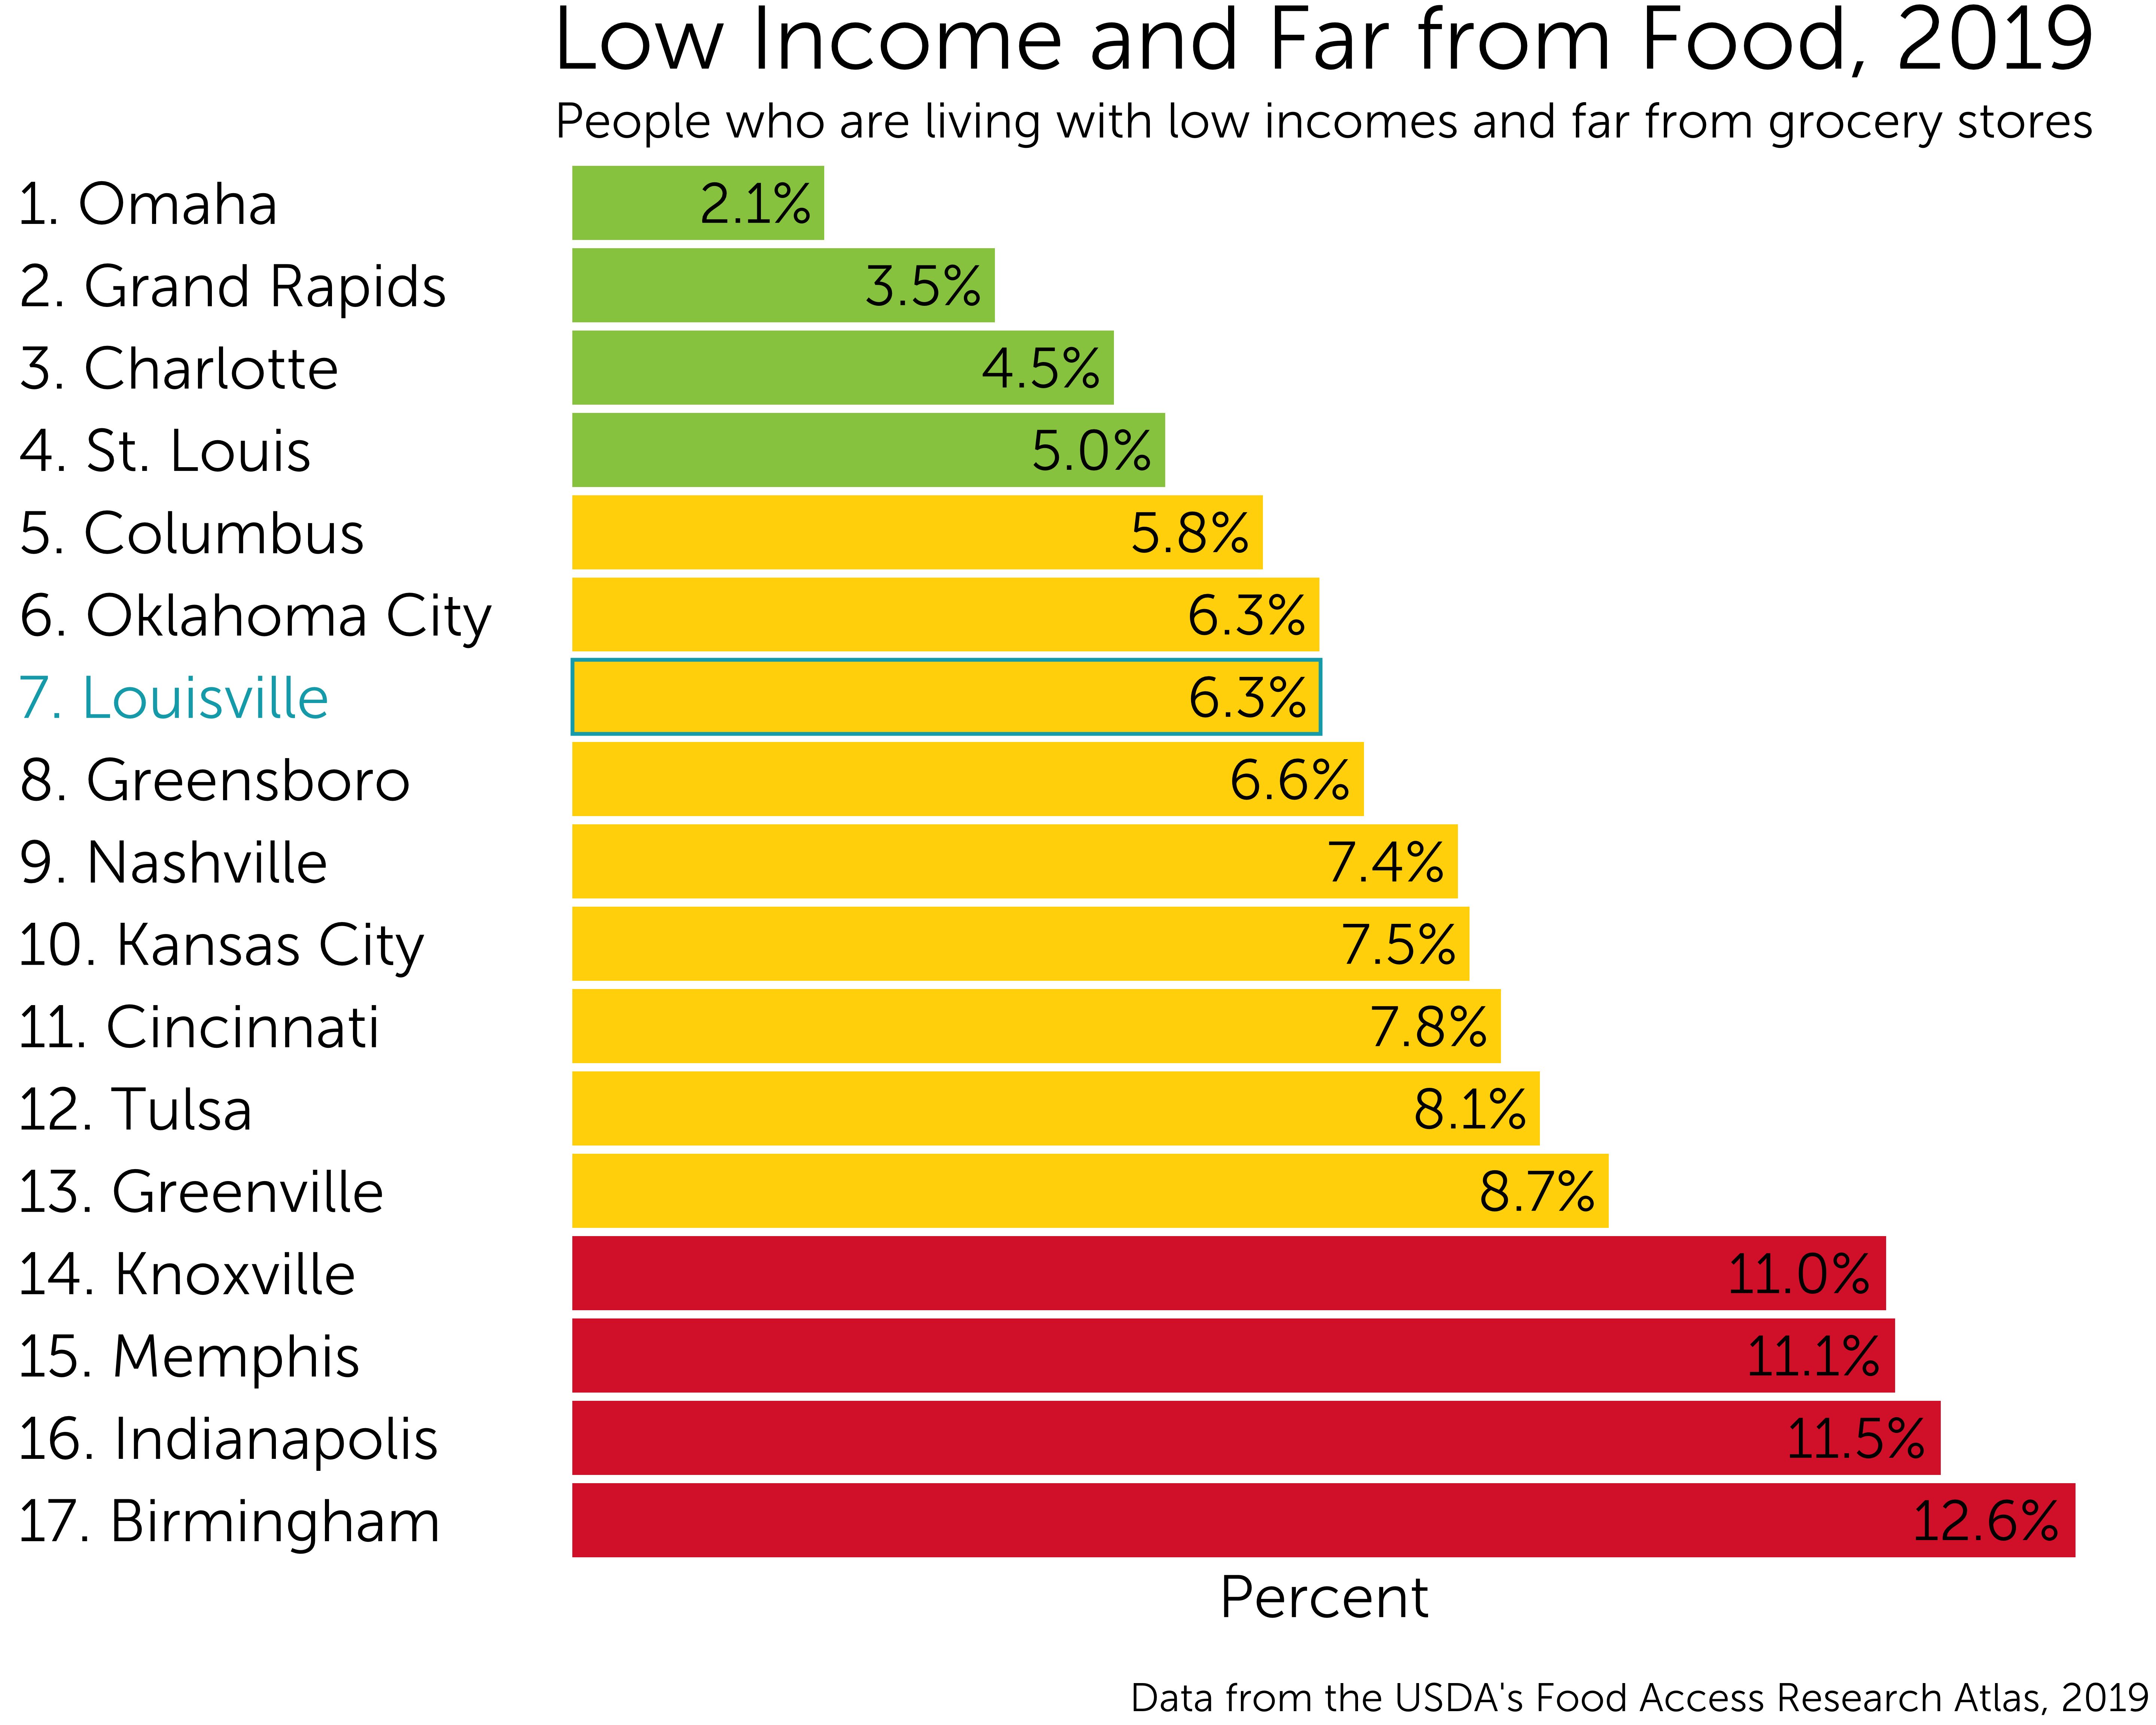 Low Income and Far from Food, 2019
People who are living with low incomes and far from grocery stores
1. Omaha 2.1%
2. Grand Rapids 3.5%
3. Charlotte 4.5%
4. St. Louis 5.0%
5. Columbus 5.8%
6. Oklahoma City 6.3%
7. Louisville 6.3%
8. Greensboro 6.6%
9. Nashville 7.4%
10. Kansas City 7.5%
11. Cincinnati 7.8%
12. Tulsa 8.1%
13. Greenville 8.7%
14. Knoxville 11.0%
15. Memphis 11.1%
16. Indianapolis 11.5%
17. Birmingham 12.6%
Percent
Data from the USDA's Food Access Research Atlas, 2019